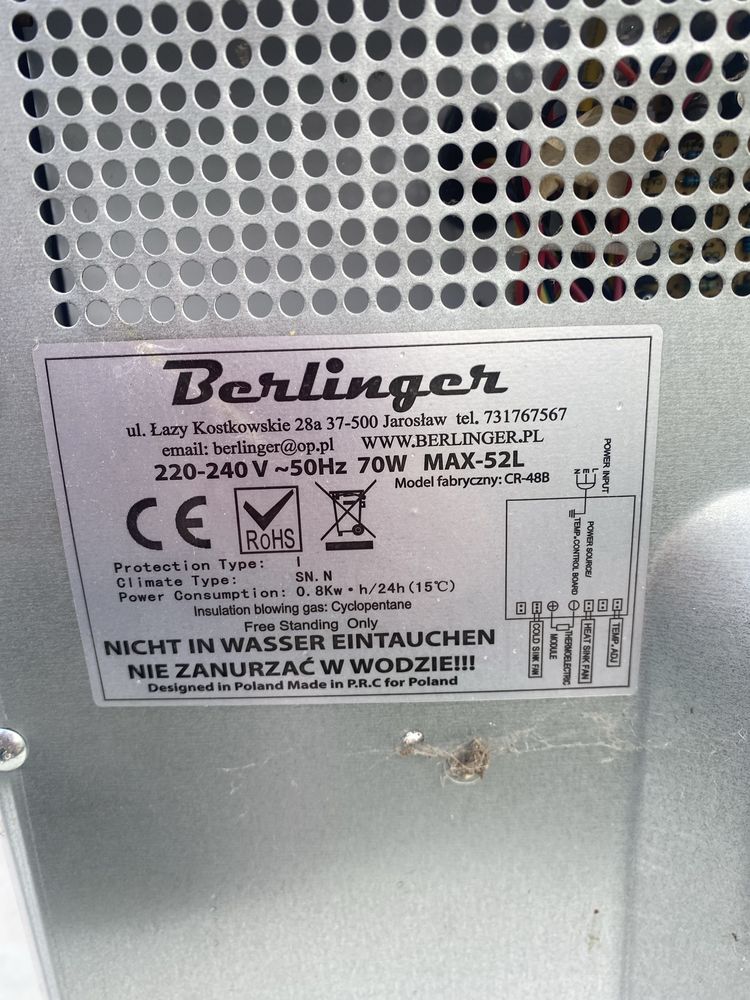 Berlinger
ul. Łazy Kostkowskie 28a 37-500 Jarosław tel. 731767567
email: berlinger@op.pl WWW.BERLINGER.PL
220-240 V ~50Hz 70W MAX-52L
Model fabryczny: CR-48B
CE
RoHS
Protection Type: I
Climate Type: SN. N
Power Consumption: 0.8Kw·h/24h (15℃)
Insulation blowing gas: Cyclopentane
Free Standing Only
NICHT IN WASSER EINTAUCHEN
NIE ZANURZAĆ W WODZIE!!!
Designed in Poland Made in P.R.C for Poland
POWER INPUT
L
E
N
POWER SOURCE/
TEMP.CONTROL BOARD
TEMP. ADJ
HEAT SINK FAN
THERMOELECTRIC
MODULE
COLD SINK FAN